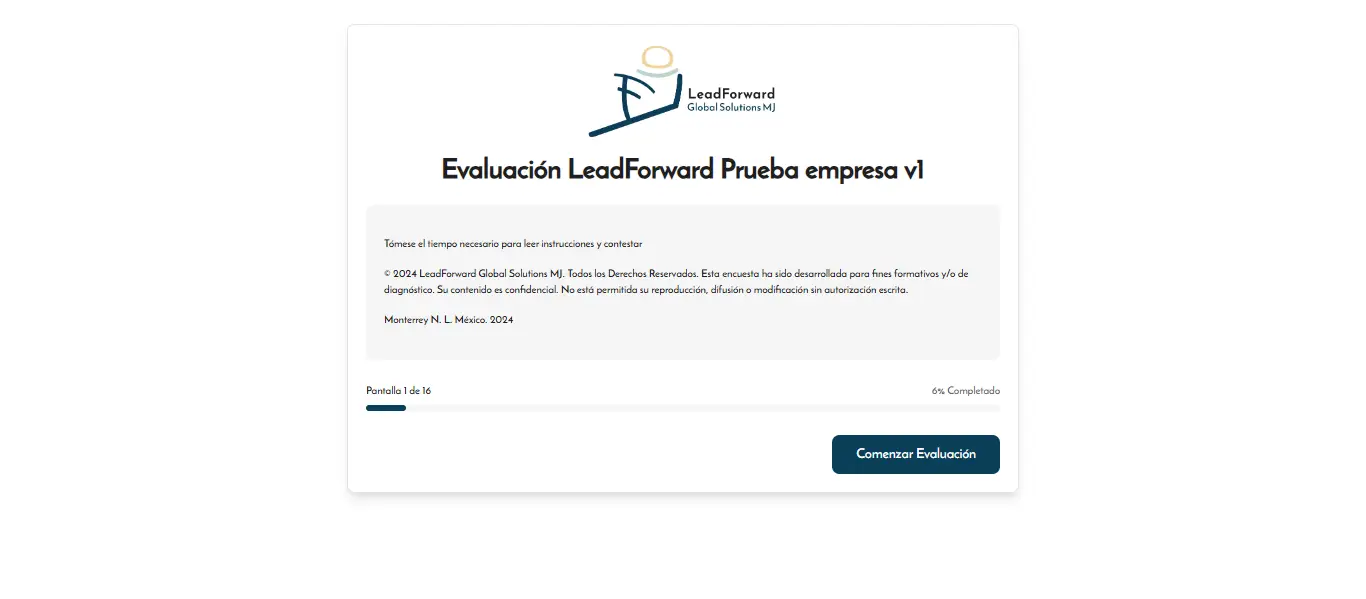 LeadForward
Global Solutions MJ
Evaluación LeadForward Prueba empresa v1
Tómese el tiempo necesario para leer instrucciones y contestar
© 2024 LeadForward Global Solutions MJ. Todos los Derechos Reservados. Esta encuesta ha sido desarrollada para fines formativos y/o de
diagnóstico. Su contenido es confidencial. No está permitida su reproducción, difusión o modificación sin autorización escrita.
Monterrey N. L. México. 2024
Pantalla 1 de 16
6% Completado
Comenzar Evaluación